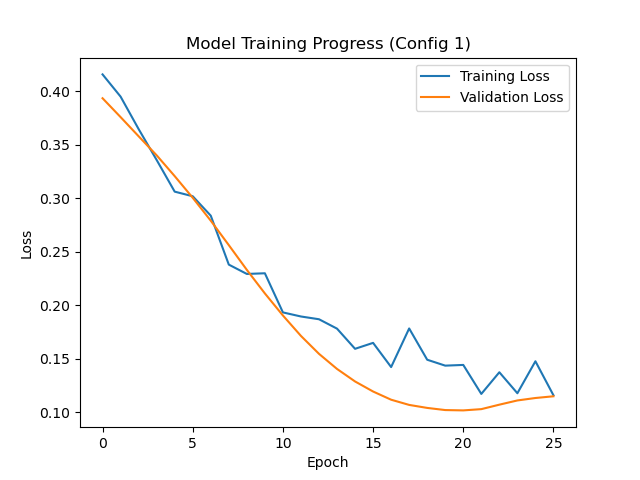 Model Training Progress (Config 1)
Training Loss
Validation Loss
0.40
0.35
0.30
0.25
0.20
0.15
0.10
Loss
0
5
10
15
20
25
Epoch